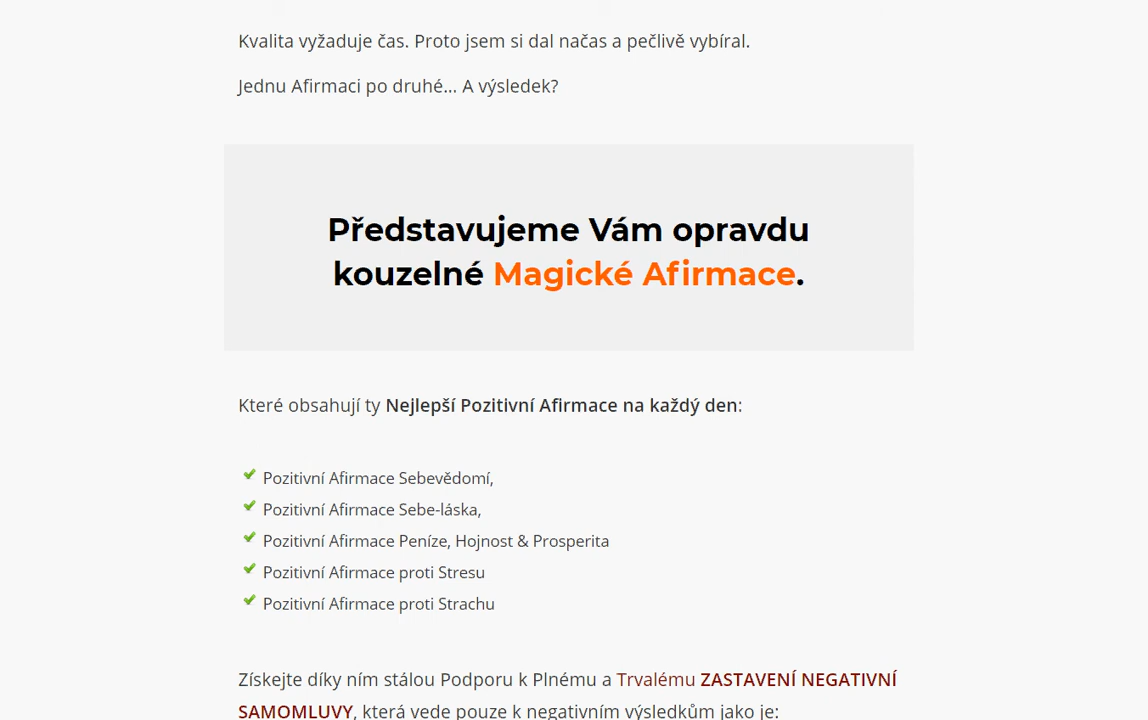 Kvalita vyžaduje čas. Proto jsem si dal načas a pečlivě vybíral.
Jednu Afirmaci po druhé... A výsledek?
Představujeme Vám opravdu
kouzelné Magické Afirmace.
Které obsahují ty Nejlepší Pozitivní Afirmace na každý den:
Pozitivní Afirmace Sebevědomí,
Pozitivní Afirmace Sebe-láska,
Pozitivní Afirmace Peníze, Hojnost & Prosperita
Pozitivní Afirmace proti Stresu
Pozitivní Afirmace proti Strachu
Získejte díky ním stálou Podporu k Plnému a Trvalému ZASTAVENÍ NEGATIVNÍ
SAMOMLUVY, která vede pouze k negativním výsledkům jako je: